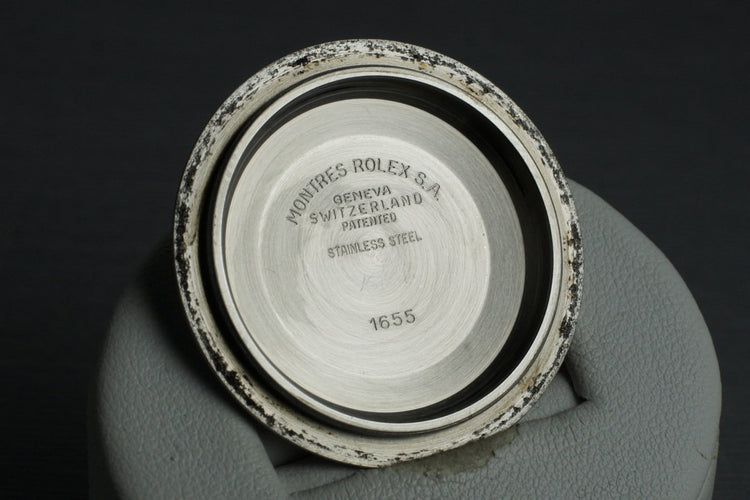 MONTRES ROLEX S.A.
GENEVA
SWITZERLAND
PATENTED
STAINLESS STEEL
1655